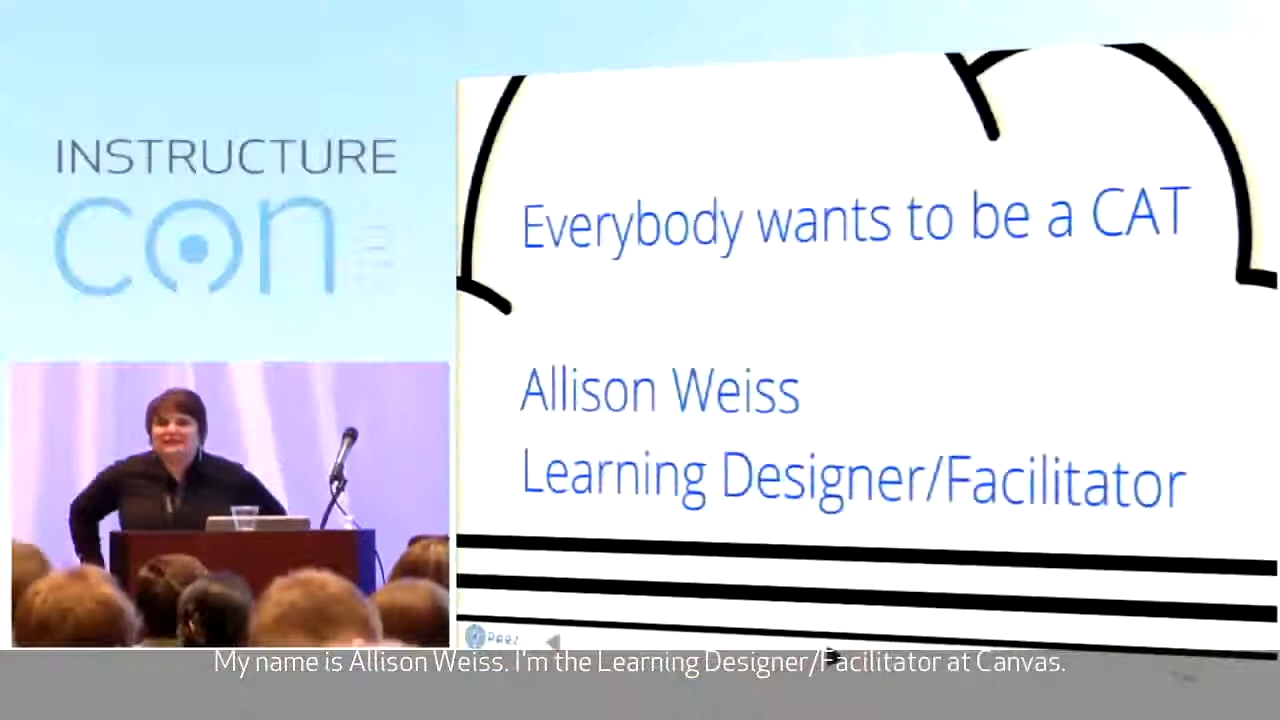 INSTRUCTURE
con
Everybody wants to be a CAT
Allison Weiss
Learning Designer/Facilitator
My name is Allison Weiss. I'm the Learning Designer/Facilitator at Canvas.